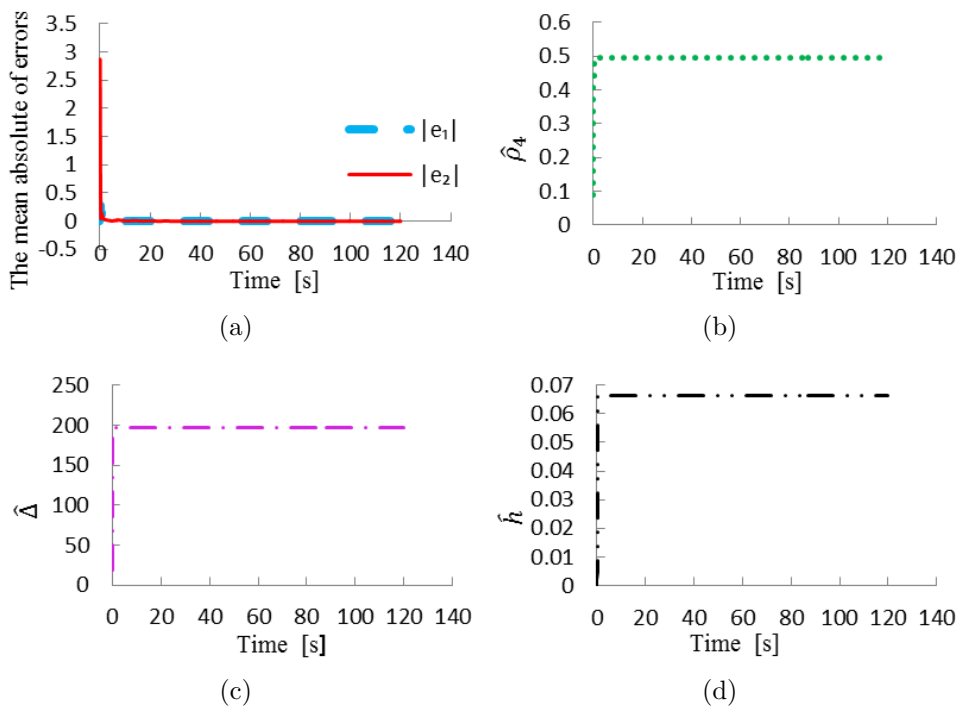 The mean absolute of errors
3.5
3
2.5
2
1.5
1
0.5
0
-0.5
|e₁|
|e₂|
0 20 40 60 80 100 120 140
Time [s]
(a)
ρ̂₄
0.6
0.5
0.4
0.3
0.2
0.1
0
0 20 40 60 80 100 120 140
Time [s]
(b)
Δ̂
250
200
150
100
50
0
0 20 40 60 80 100 120 140
Time [s]
(c)
ĥ
0.07
0.06
0.05
0.04
0.03
0.02
0.01
0
0 20 40 60 80 100 120 140
Time [s]
(d)